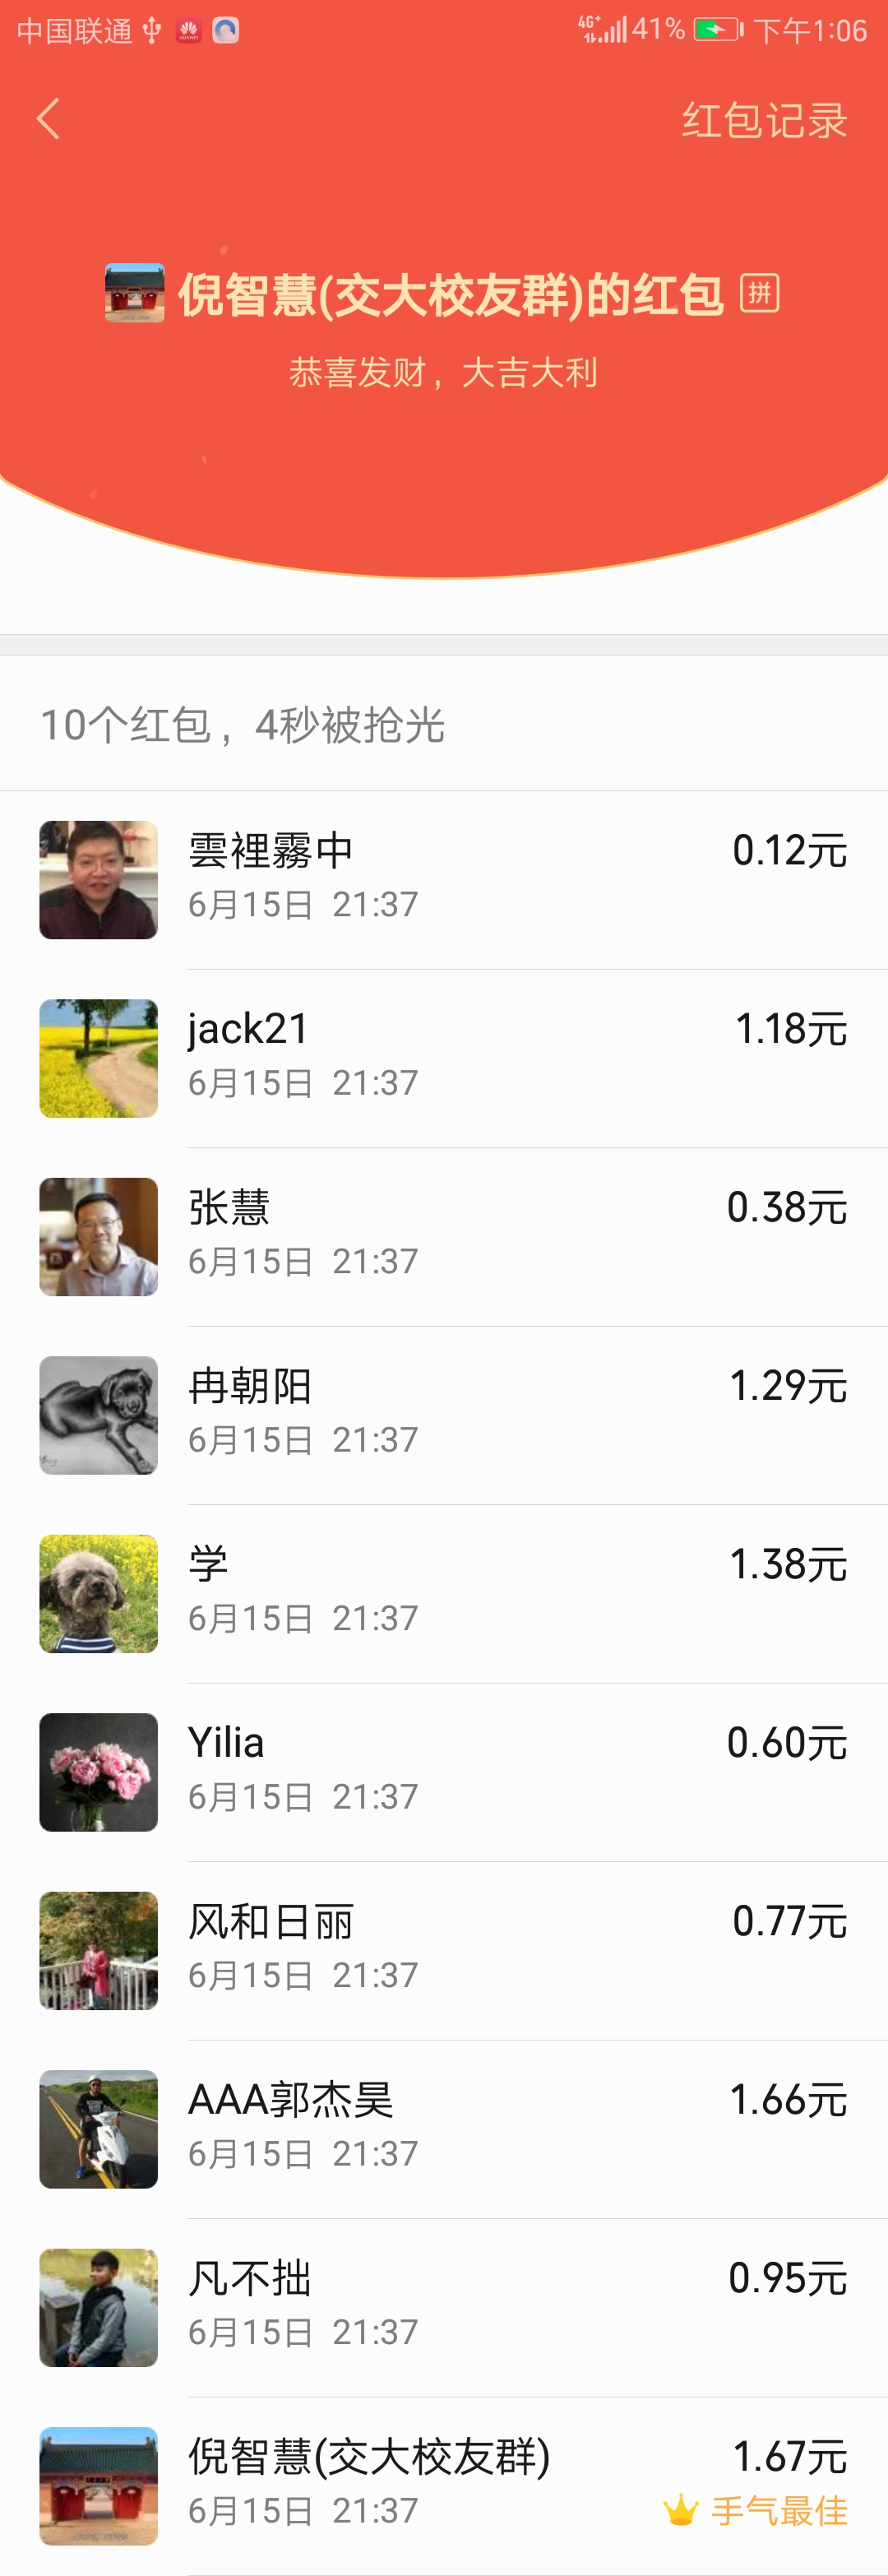 中国联通 4G+ 41% 下午1:06
红包记录
倪智慧(交大校友群)的红包 拼
恭喜发财，大吉大利
10个红包，4秒被抢光
雲裡霧中 0.12元
6月15日 21:37
jack21 1.18元
6月15日 21:37
张慧 0.38元
6月15日 21:37
冉朝阳 1.29元
6月15日 21:37
学 1.38元
6月15日 21:37
Yilia 0.60元
6月15日 21:37
风和日丽 0.77元
6月15日 21:37
AAA郭杰昊 1.66元
6月15日 21:37
凡不拙 0.95元
6月15日 21:37
倪智慧(交大校友群) 1.67元
6月15日 21:37 手气最佳